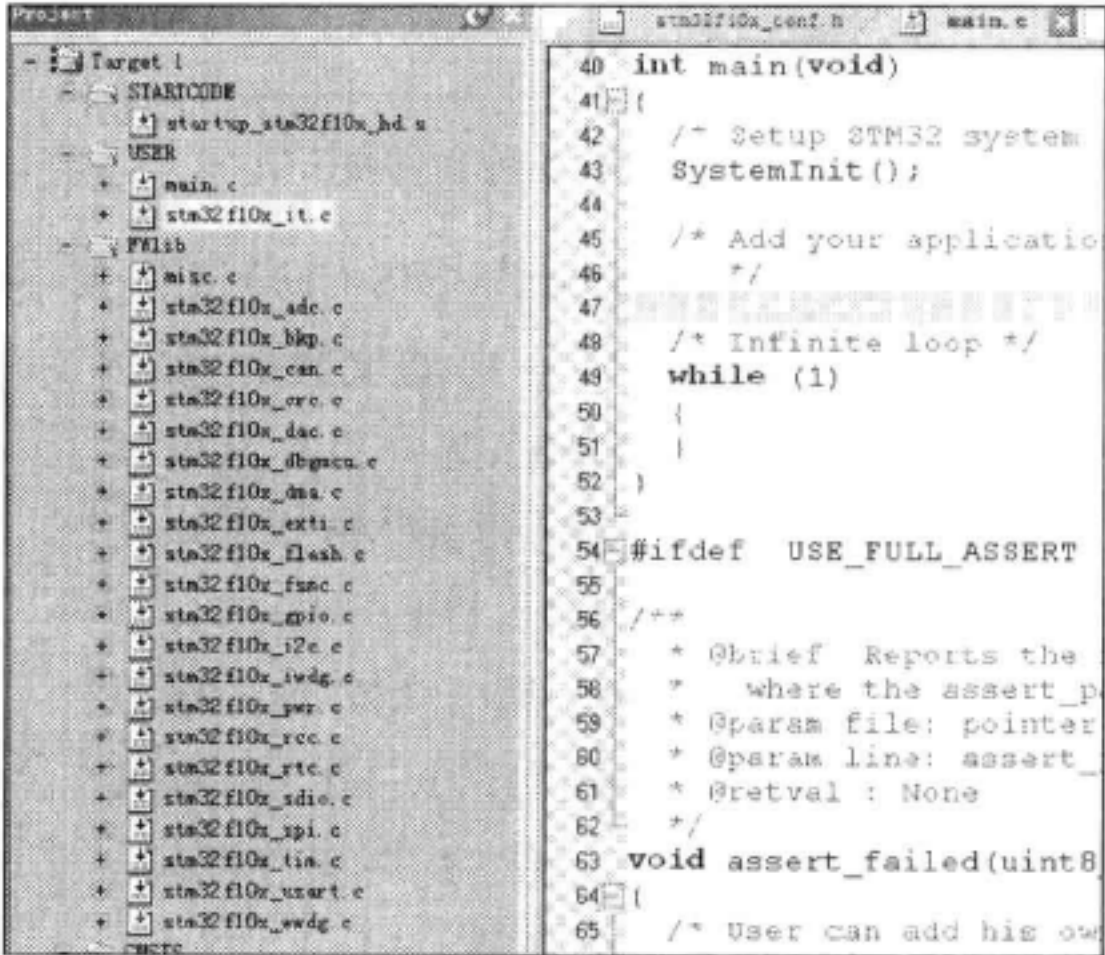 Project
- Target 1
- STARTCODE
startup_stm32f10x_hd.s
- USER
+ main.c
+ stm32f10x_it.c
- FWlib
+ misc.c
+ stm32f10x_adc.c
+ stm32f10x_bkp.c
+ stm32f10x_can.c
+ stm32f10x_crc.c
+ stm32f10x_dac.c
+ stm32f10x_dbgmcu.c
+ stm32f10x_dma.c
+ stm32f10x_exti.c
+ stm32f10x_flash.c
+ stm32f10x_fsmc.c
+ stm32f10x_gpio.c
+ stm32f10x_i2c.c
+ stm32f10x_iwdg.c
+ stm32f10x_pwr.c
+ stm32f10x_rcc.c
+ stm32f10x_rtc.c
+ stm32f10x_sdio.c
+ stm32f10x_spi.c
+ stm32f10x_tim.c
+ stm32f10x_usart.c
+ stm32f10x_wwdg.c
CMSIS
stm32f10x_conf.h main.c
40 int main(void)
41 {
42 /* Setup STM32 system
43 SystemInit();
44
45 /* Add your applicatio
46 */
47
48 /* Infinite loop */
49 while (1)
50 {
51 }
52 }
53
54 #ifdef USE_FULL_ASSERT
55
56 /**
57 * @brief Reports the
58 * where the assert_pa
59 * @param file: pointer
60 * @param line: assert_
61 * @retval : None
62 */
63 void assert_failed(uint8_
64 {
65 /* User can add his ow